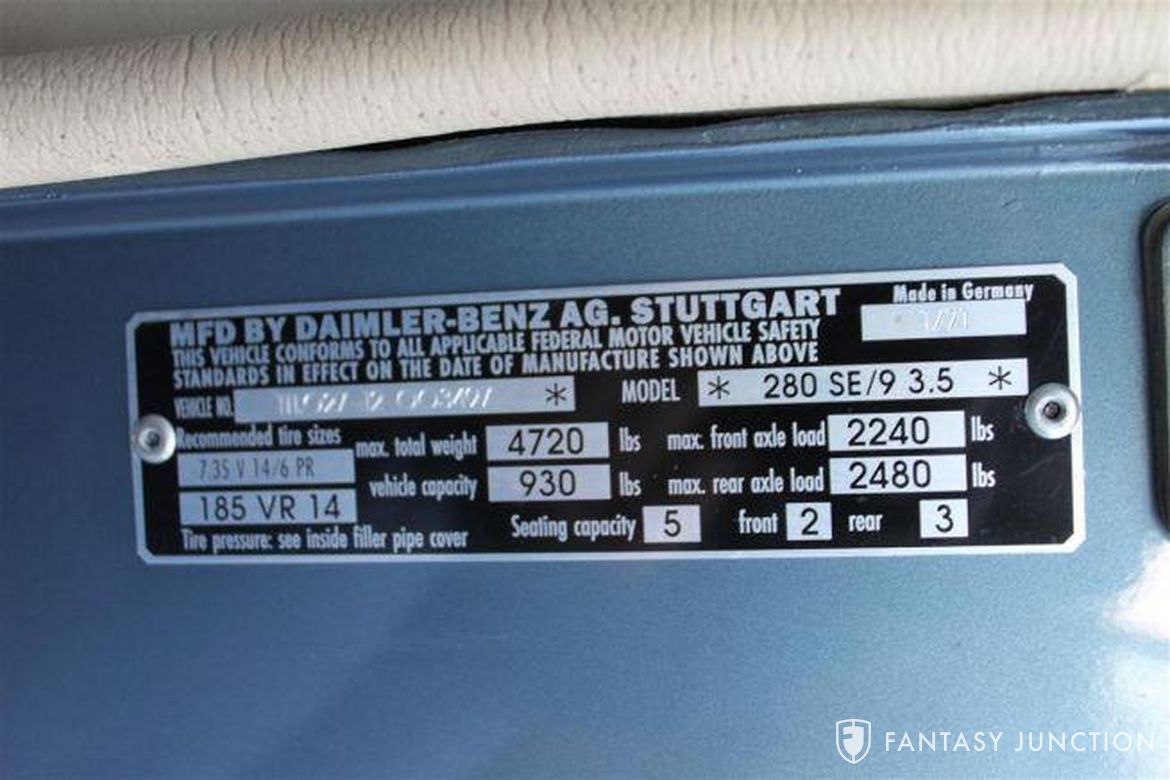 MFD BY DAIMLER-BENZ AG. STUTTGART
Made in Germany
1/71
THIS VEHICLE CONFORMS TO ALL APPLICABLE FEDERAL MOTOR VEHICLE SAFETY
STANDARDS IN EFFECT ON THE DATE OF MANUFACTURE SHOWN ABOVE
VEHICLE NO. * MODEL * 280 SE/9 3.5 *
Recommended tire sizes
7.35 V 14/6 PR
185 VR 14
max. total weight 4720 lbs max. front axle load 2240 lbs
vehicle capacity 930 lbs max. rear axle load 2480 lbs
Seating capacity 5 front 2 rear 3
Tire pressure: see inside filler pipe cover
FANTASY JUNCTION